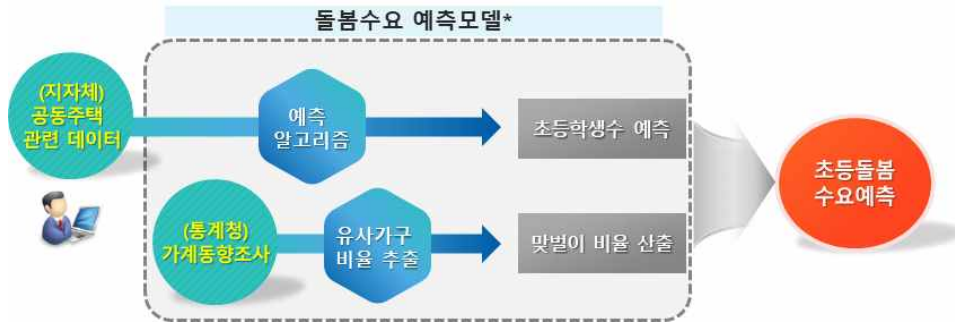 돌봄수요 예측모델*
(지자체)
공동주택
관련 데이터
예측
알고리즘
초등학생수 예측
(통계청)
가계동향조사
유사가구
비율 추출
맞벌이 비율 산출
초등돌봄
수요예측